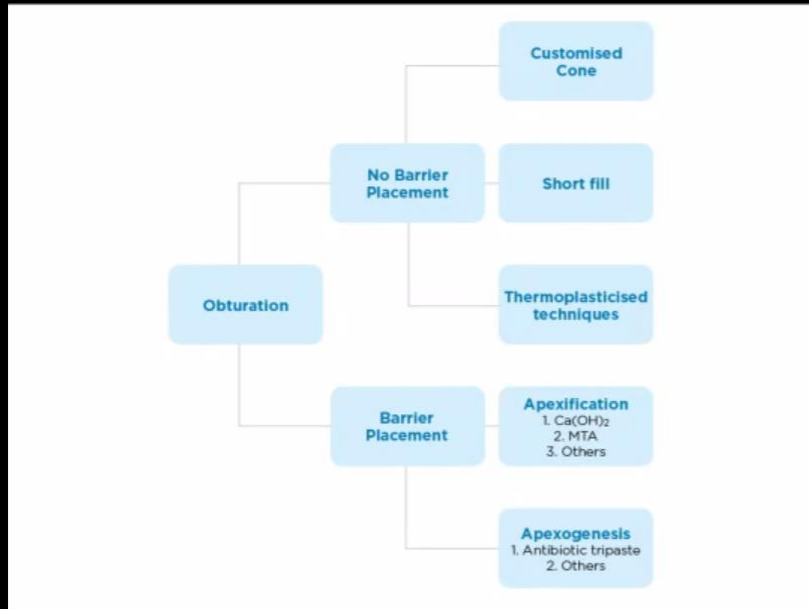 Customised
Cone
No Barrier
Placement
Short fill
Obturation
Thermoplasticised
techniques
Barrier
Placement
Apexification
1. Ca(OH)₂
2. MTA
3. Others
Apexogenesis
1. Antibiotic tripaste
2. Others